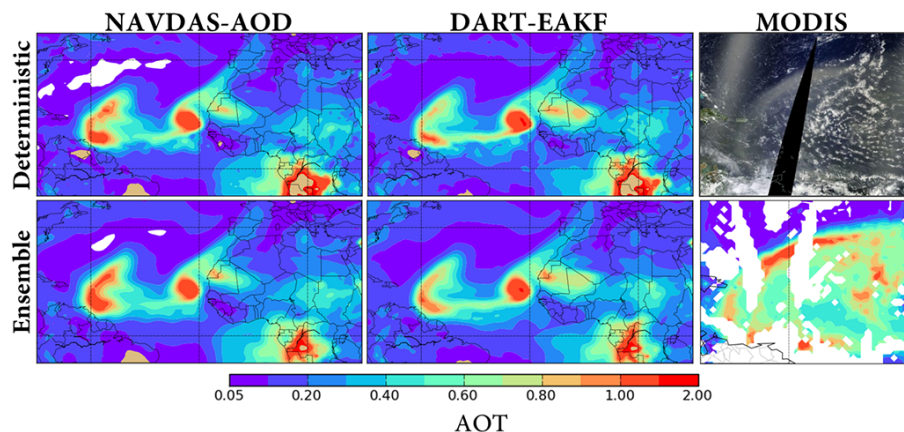 NAVDAS-AOD DART-EAKF MODIS
Deterministic
Ensemble
0.05 0.20 0.40 0.60 0.80 1.00 2.00
AOT